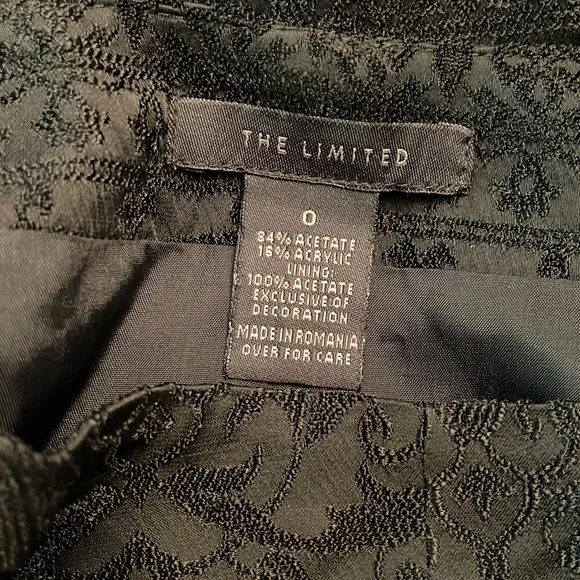 THE LIMITED
0
84% ACETATE
16% ACRYLIC
LINING:
100% ACETATE
EXCLUSIVE OF
DECORATION
MADE IN ROMANIA
OVER FOR CARE